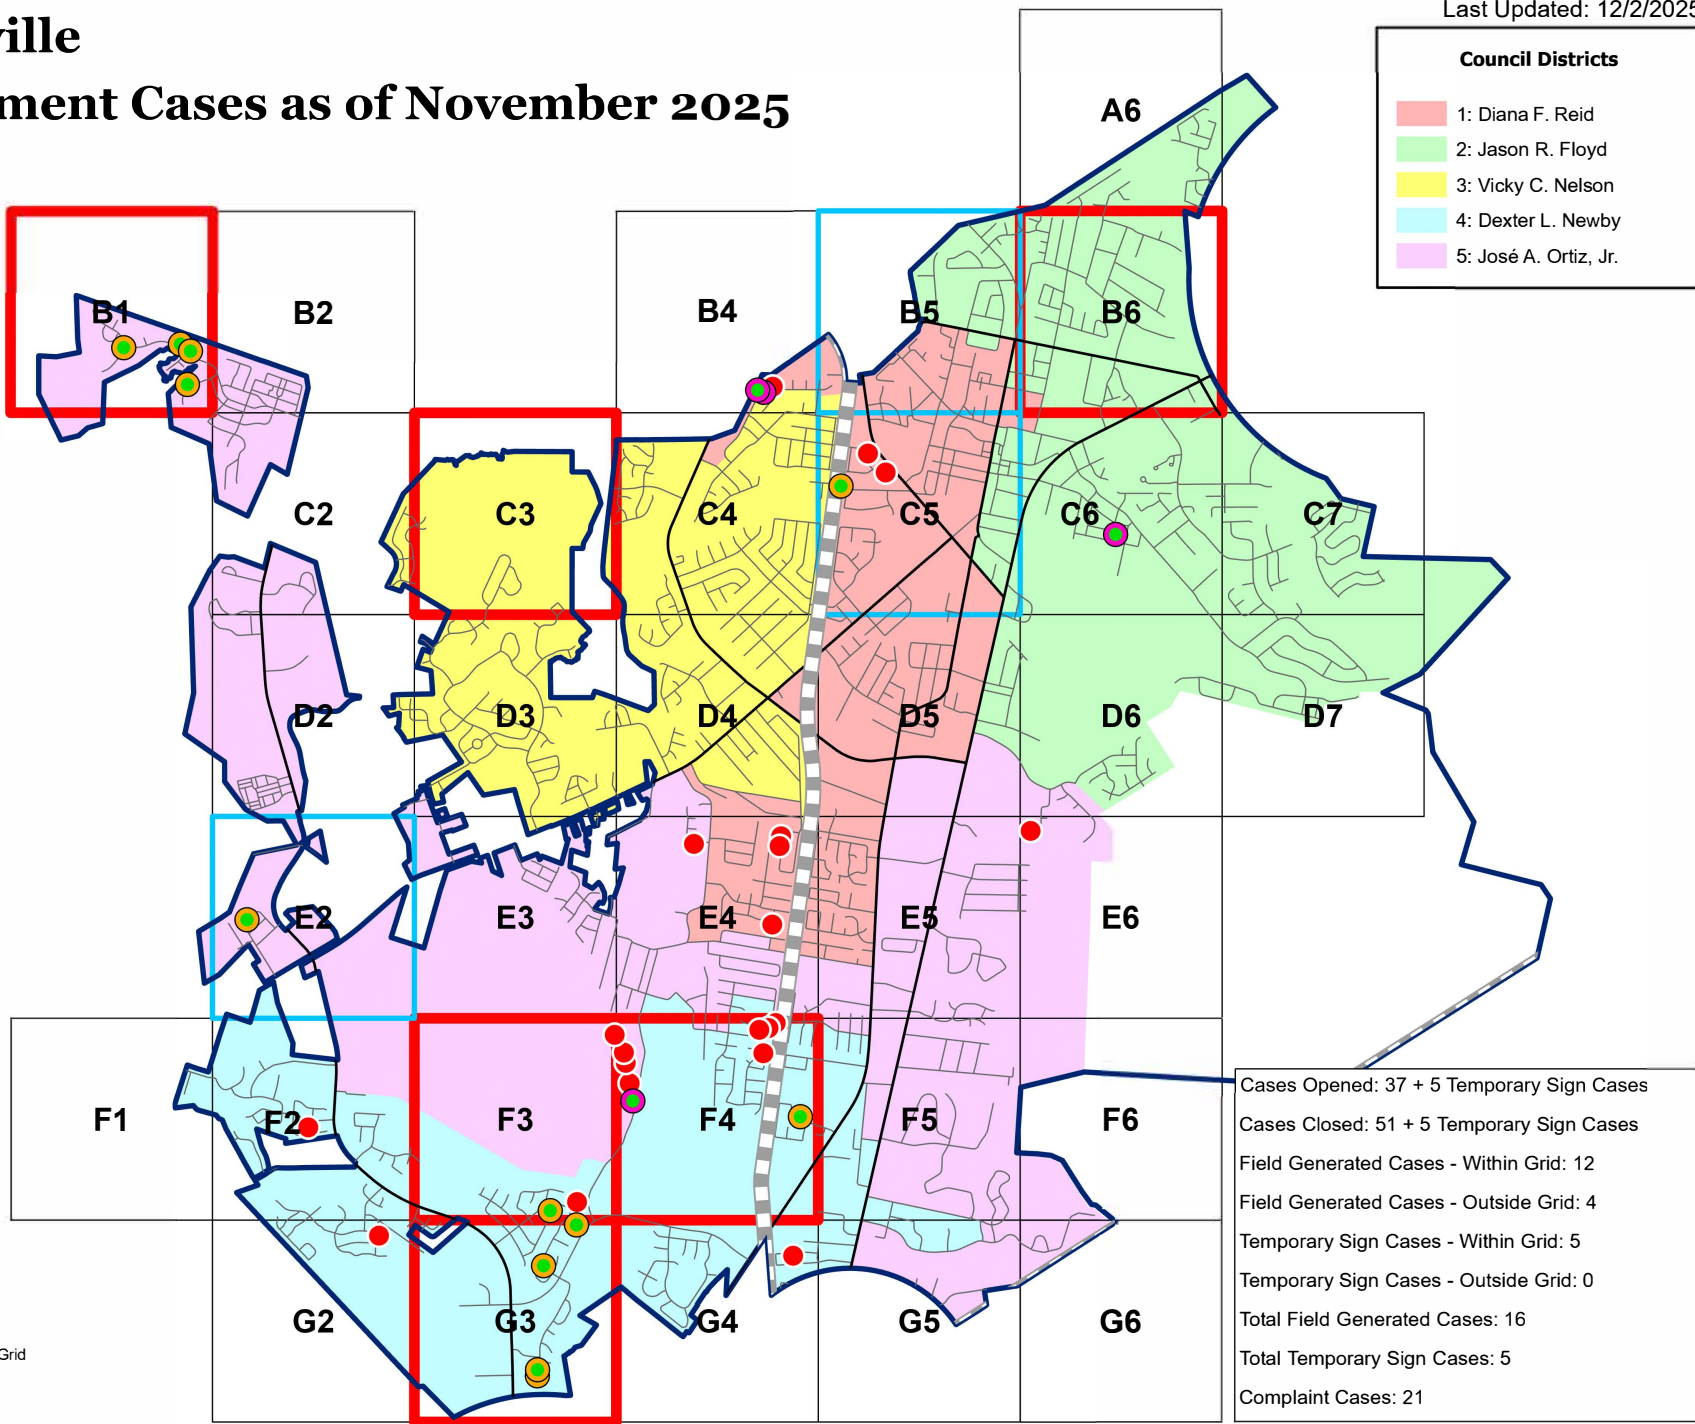 ville
ment Cases as of November 2025
Last Updated: 12/2/2025
Council Districts
1: Diana F. Reid
2: Jason R. Floyd
3: Vicky C. Nelson
4: Dexter L. Newby
5: José A. Ortiz, Jr.
A6
B1
B2
B4
B5
B6
C2
C3
C4
C5
C6
C7
D2
D3
D4
D5
D6
D7
E2
E3
E4
E5
E6
F1
F2
F3
F4
F5
F6
G2
G3
G4
G5
G6
Grid
Cases Opened: 37 + 5 Temporary Sign Cases
Cases Closed: 51 + 5 Temporary Sign Cases
Field Generated Cases - Within Grid: 12
Field Generated Cases - Outside Grid: 4
Temporary Sign Cases - Within Grid: 5
Temporary Sign Cases - Outside Grid: 0
Total Field Generated Cases: 16
Total Temporary Sign Cases: 5
Complaint Cases: 21